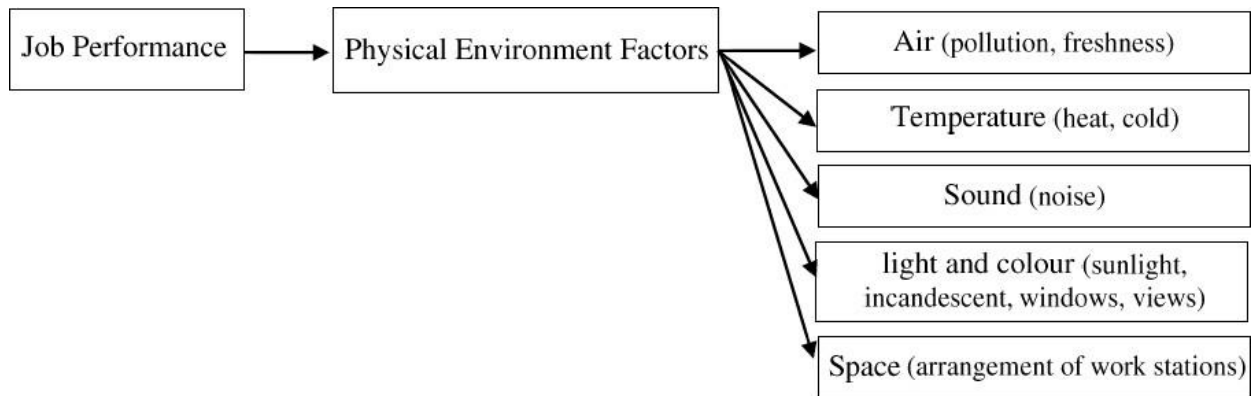 Job Performance
Physical Environment Factors
Air (pollution, freshness)
Temperature (heat, cold)
Sound (noise)
light and colour (sunlight,
incandescent, windows, views)
Space (arrangement of work stations)